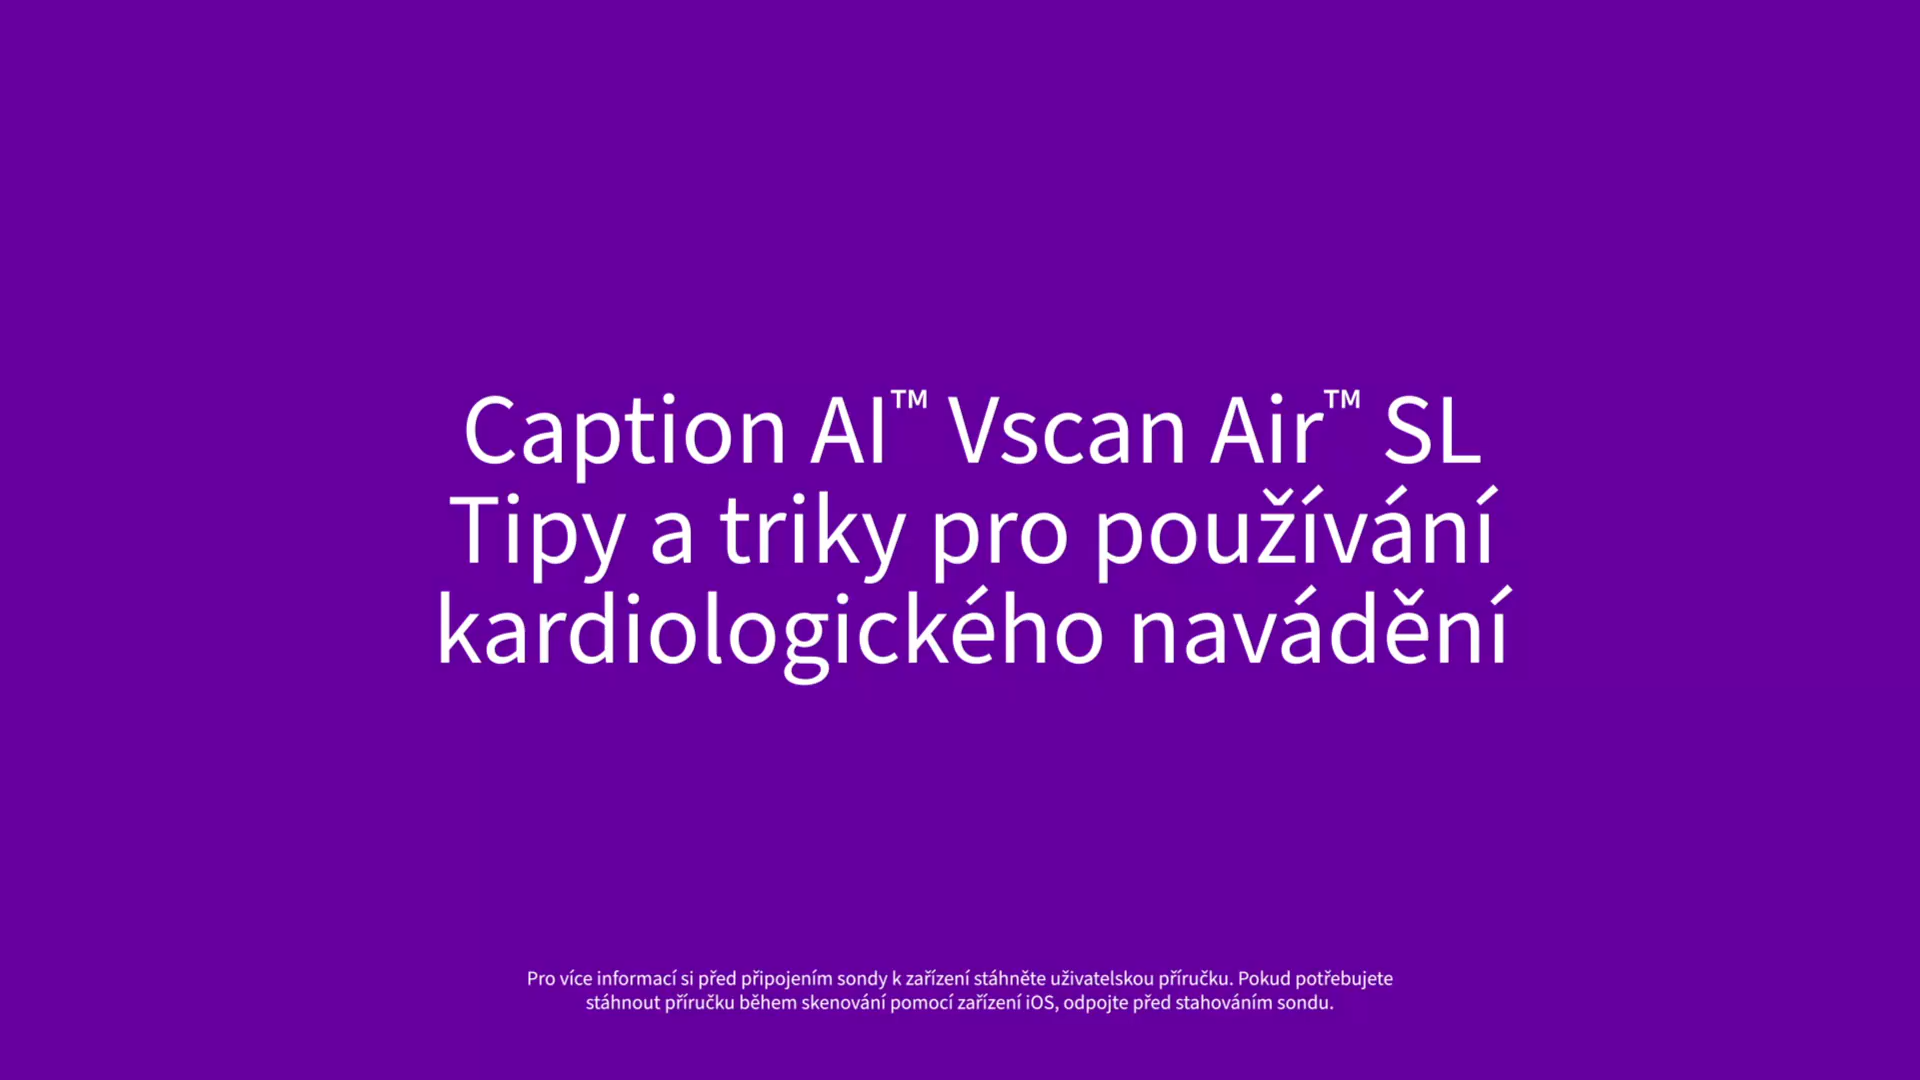 Caption AI™ Vscan Air™ SL
Tipy a triky pro používání
kardiologického navádění
Pro více informací si před připojením sondy k zařízení stáhněte uživatelskou příručku. Pokud potřebujete
stáhnout příručku během skenování pomocí zařízení iOS, odpojte před stahováním sondu.